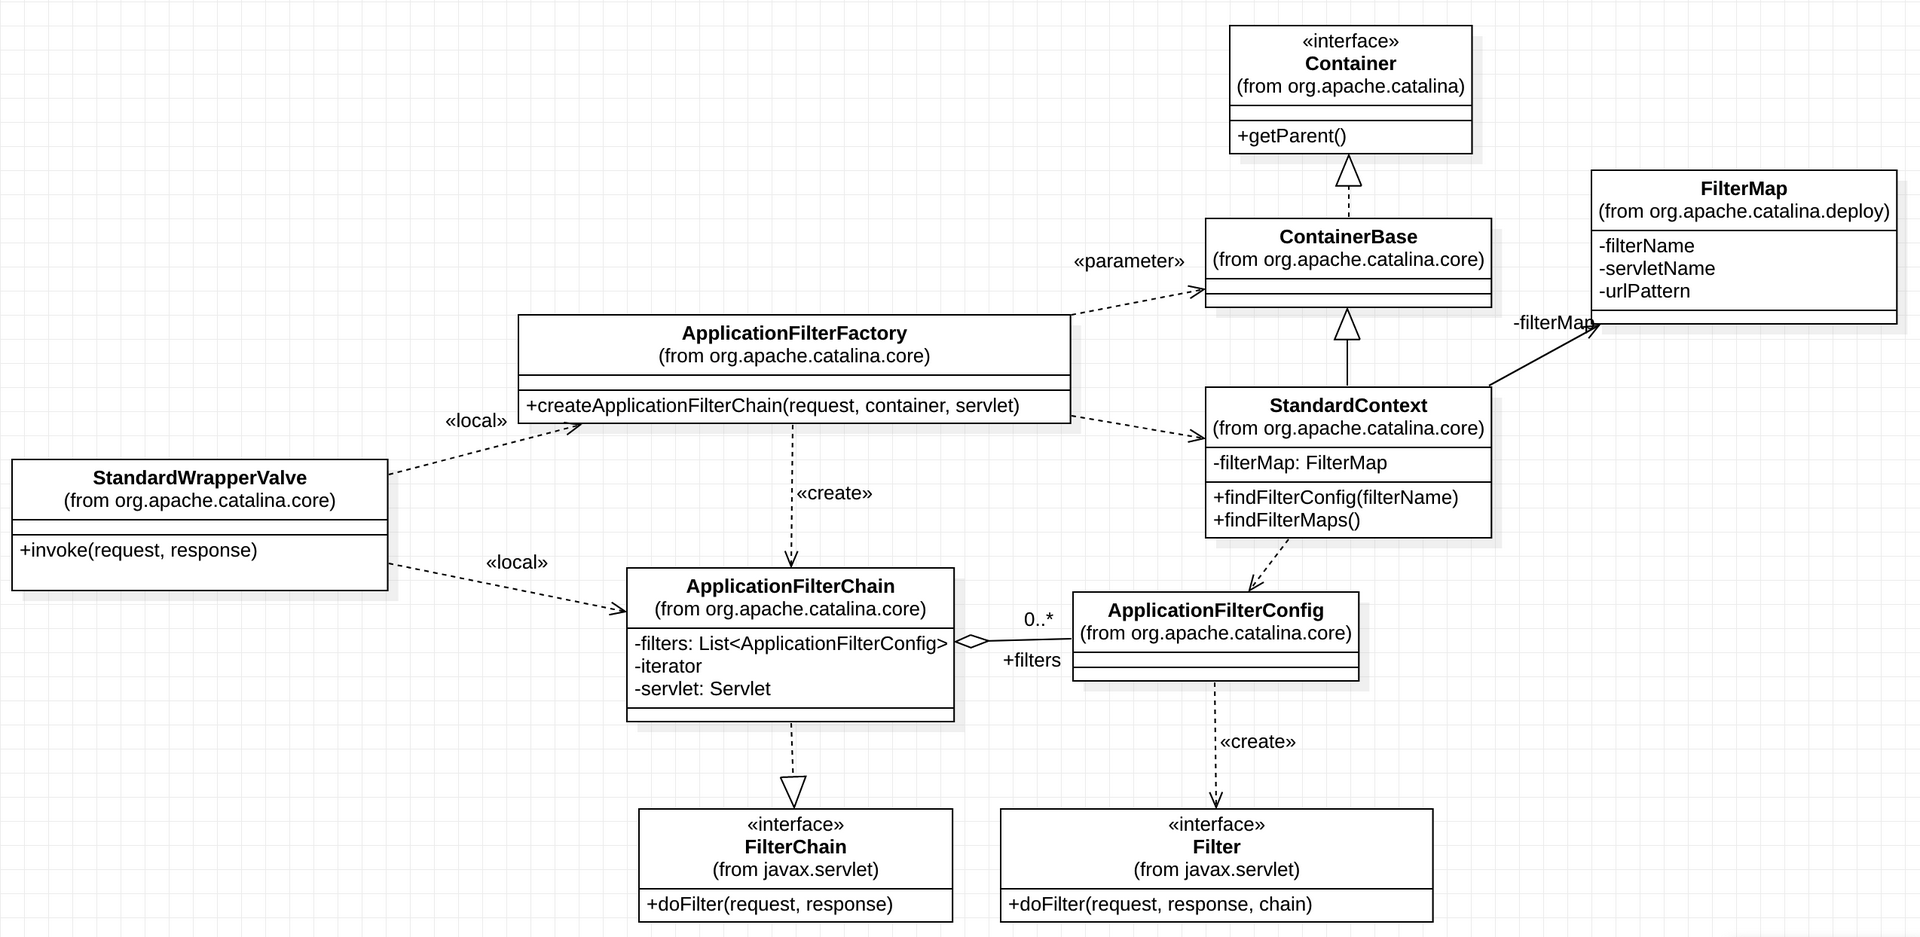 «interface»
Container
(from org.apache.catalina)
+getParent()
FilterMap
(from org.apache.catalina.deploy)
-filterName
-servletName
-urlPattern
ContainerBase
(from org.apache.catalina.core)
«parameter»
-filterMap
ApplicationFilterFactory
(from org.apache.catalina.core)
+createApplicationFilterChain(request, container, servlet)
StandardContext
(from org.apache.catalina.core)
-filterMap: FilterMap
+findFilterConfig(filterName)
+findFilterMaps()
«local»
StandardWrapperValve
(from org.apache.catalina.core)
+invoke(request, response)
«create»
«local»
ApplicationFilterChain
(from org.apache.catalina.core)
-filters: List<ApplicationFilterConfig>
-iterator
-servlet: Servlet
0..*
+filters
ApplicationFilterConfig
(from org.apache.catalina.core)
«create»
«interface»
FilterChain
(from javax.servlet)
+doFilter(request, response)
«interface»
Filter
(from javax.servlet)
+doFilter(request, response, chain)